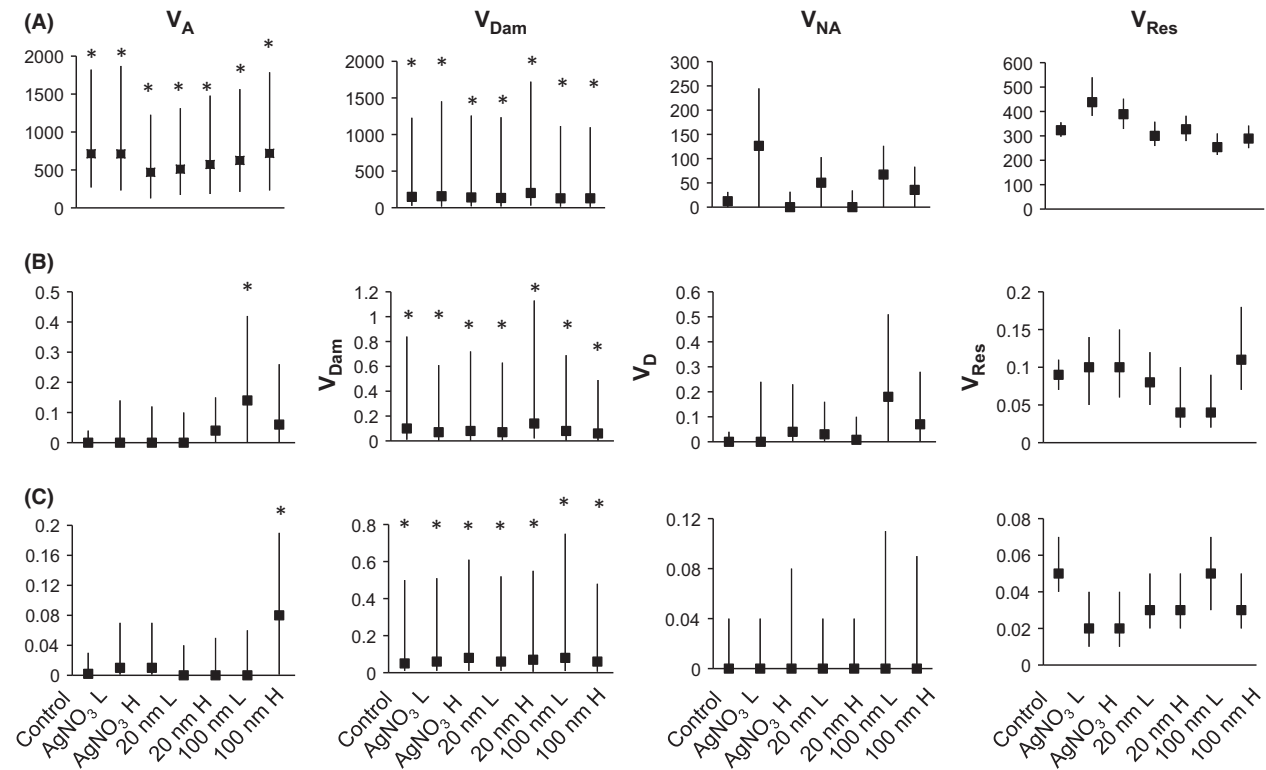 (A) V_A V_Dam V_NA V_Res
2000 * * * * * * * 2000 * * * * * * * 300 600
1500 1500 250 500
1000 1000 200 400
500 500 150 300
0 0 100 200
50 100
0 0
(B)
0.5 * 1.2 * * * * * * * 0.6 0.2
0.4 1 0.5 0.15
0.3 V_Dam 0.8 V_D 0.4 V_Res 0.1
0.2 0.6 0.3 0.05
0.1 0.4 0.2 0
0 0.2 0.1
0 0
(C)
0.2 * 0.8 * * * * * * * 0.12 0.08
0.16 0.6 0.08 0.06
0.12 0.4 0.04 0.04
0.08 0.2 0 0.02
0.04 0 0
0
Control AgNO3 L AgNO3 H 20 nm L 20 nm H 100 nm L 100 nm H
Control AgNO3 L AgNO3 H 20 nm L 20 nm H 100 nm L 100 nm H
Control AgNO3 L AgNO3 H 20 nm L 20 nm H 100 nm L 100 nm H
Control AgNO3 L AgNO3 H 20 nm L 20 nm H 100 nm L 100 nm H